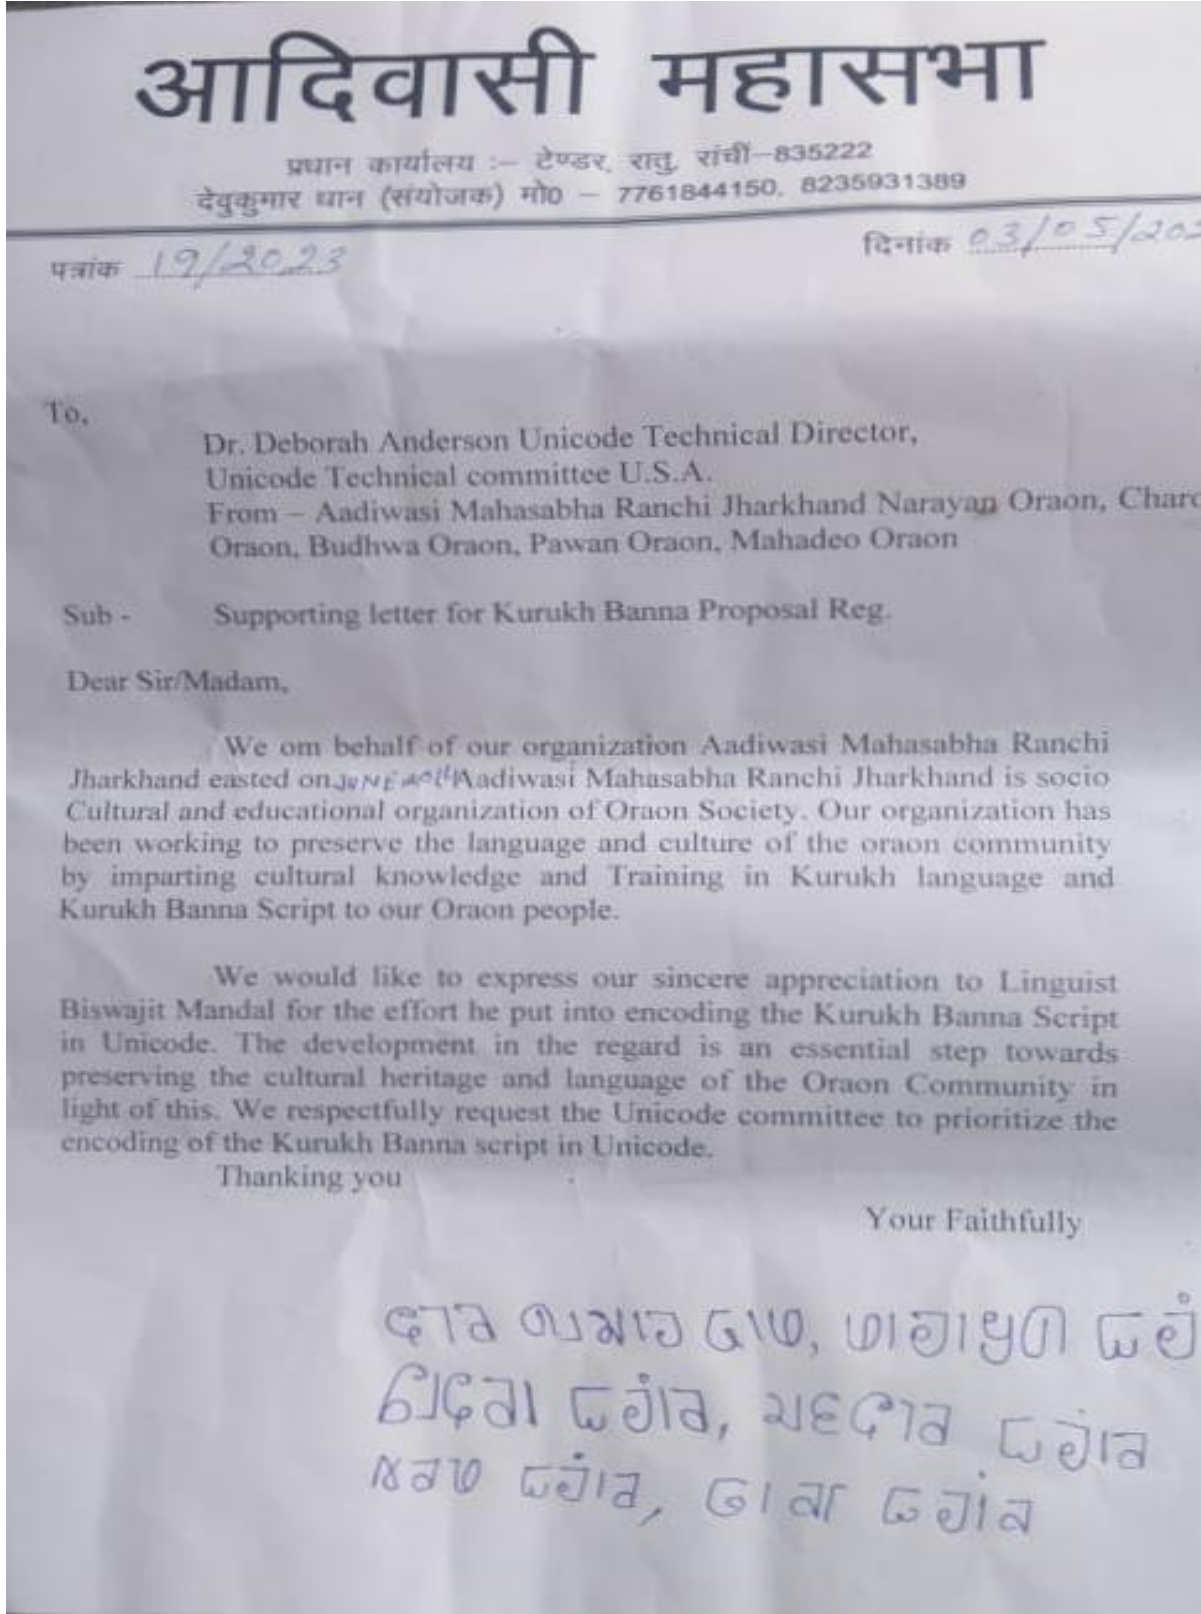 आदिवासी महासभा
प्रधान कार्यालय :– टेण्डर, रातु, रांची–835222
देवुकुमार धान (संयोजक) मो0 – 7761844150, 8235931389
पत्रांक 19/2023 दिनांक 03/05/202
To,
Dr. Deborah Anderson Unicode Technical Director,
Unicode Technical committee U.S.A.
From – Aadiwasi Mahasabha Ranchi Jharkhand Narayan Oraon, Charo
Oraon, Budhwa Oraon, Pawan Oraon, Mahadeo Oraon
Sub - Supporting letter for Kurukh Banna Proposal Reg.
Dear Sir/Madam,
We om behalf of our organization Aadiwasi Mahasabha Ranchi
Jharkhand easted on JUNE Aadiwasi Mahasabha Ranchi Jharkhand is socio
Cultural and educational organization of Oraon Society. Our organization has
been working to preserve the language and culture of the oraon community
by imparting cultural knowledge and Training in Kurukh language and
Kurukh Banna Script to our Oraon people.
We would like to express our sincere appreciation to Linguist
Biswajit Mandal for the effort he put into encoding the Kurukh Banna Script
in Unicode. The development in the regard is an essential step towards
preserving the cultural heritage and language of the Oraon Community in
light of this. We respectfully request the Unicode committee to prioritize the
encoding of the Kurukh Banna script in Unicode.
Thanking you
Your Faithfully